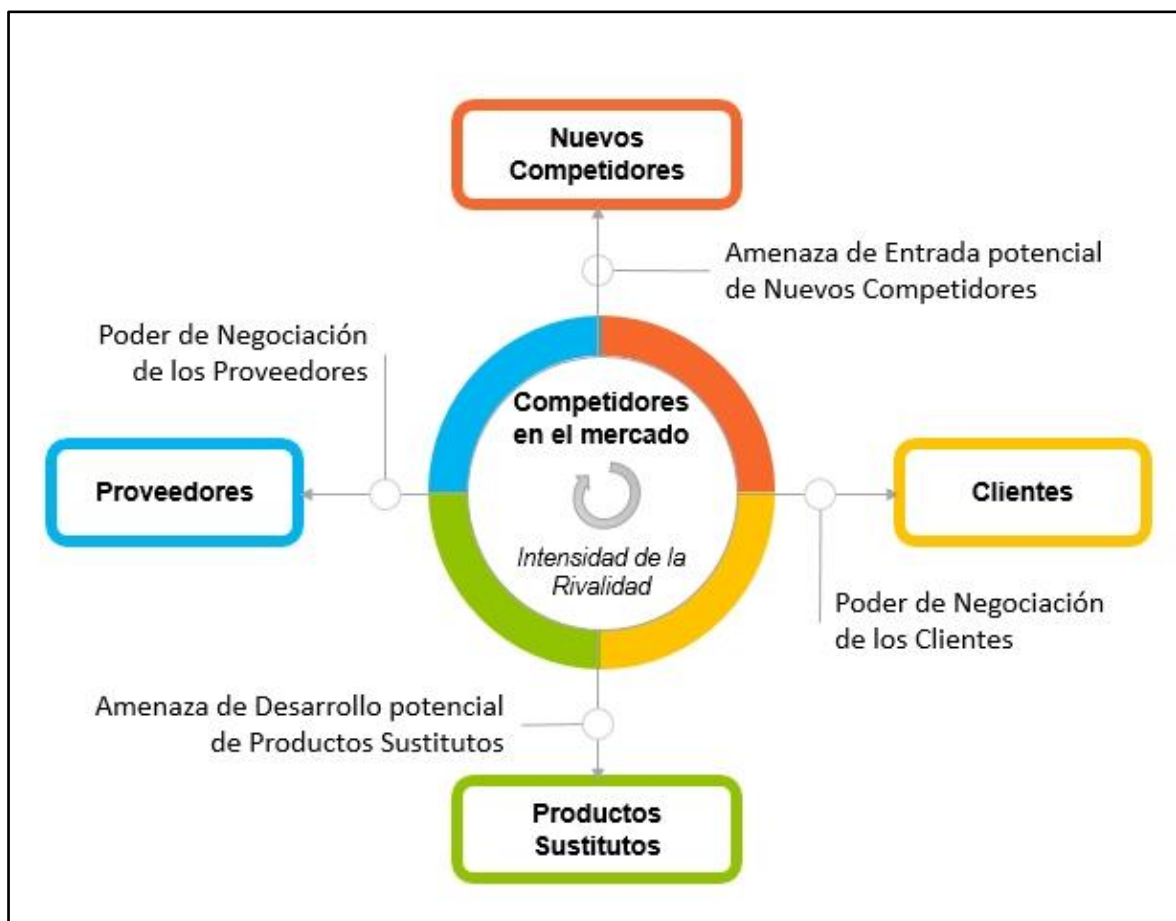 Nuevos
Competidores
Amenaza de Entrada potencial
de Nuevos Competidores
Poder de Negociación
de los Proveedores
Competidores
en el mercado
Proveedores
Clientes
Intensidad de la
Rivalidad
Poder de Negociación
de los Clientes
Amenaza de Desarrollo potencial
de Productos Sustitutos
Productos
Sustitutos